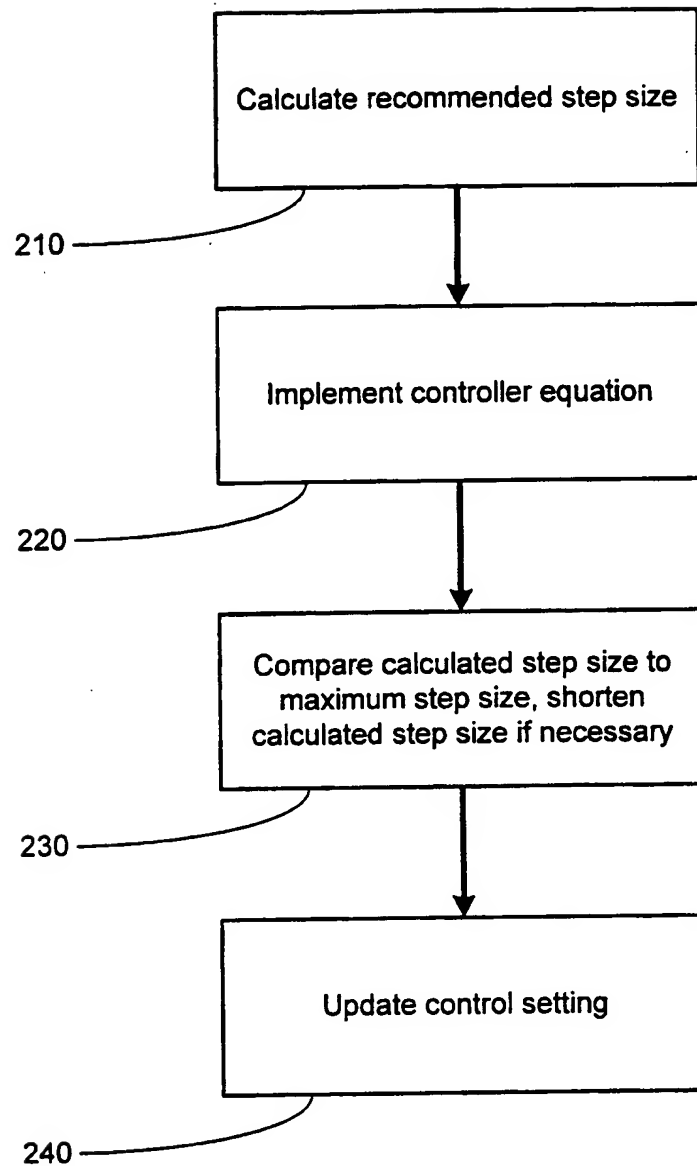 Calculate recommended step size
210
Implement controller equation
220
Compare calculated step size to
maximum step size, shorten
calculated step size if necessary
230
Update control setting
240